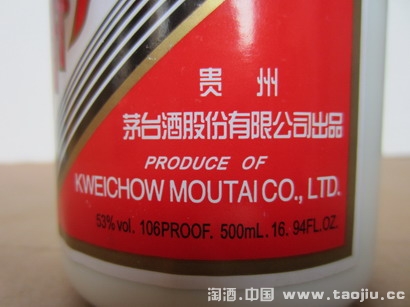 贵州
茅台酒股份有限公司出品
PRODUCE OF
KWEICHOW MOUTAI CO., LTD.
53% vol. 106PROOF. 500mL. 16. 94FL.OZ.
淘酒.中国 www.taojiu.cc